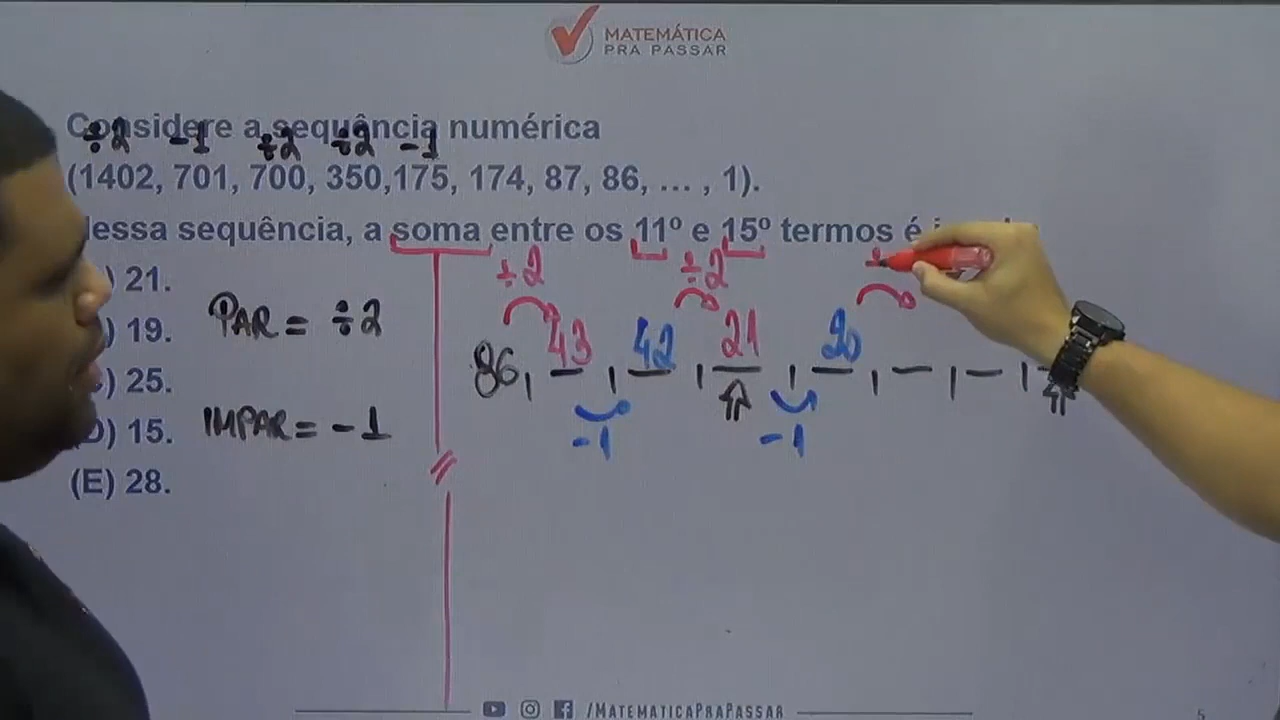 MATEMÁTICA
PRA PASSAR
Considere a sequência numérica
÷2 -1 ÷2 ÷2 -1
(1402, 701, 700, 350,175, 174, 87, 86, ... , 1).
essa sequência, a soma entre os 11º e 15º termos é
) 21.
) 19.
) 25.
D) 15.
(E) 28.
PAR = ÷2
IMPAR = -1
÷2 ÷2
86, 43, 42, 21, 20,
-1 -1
/MATEMATICAPRAPASSAR
5